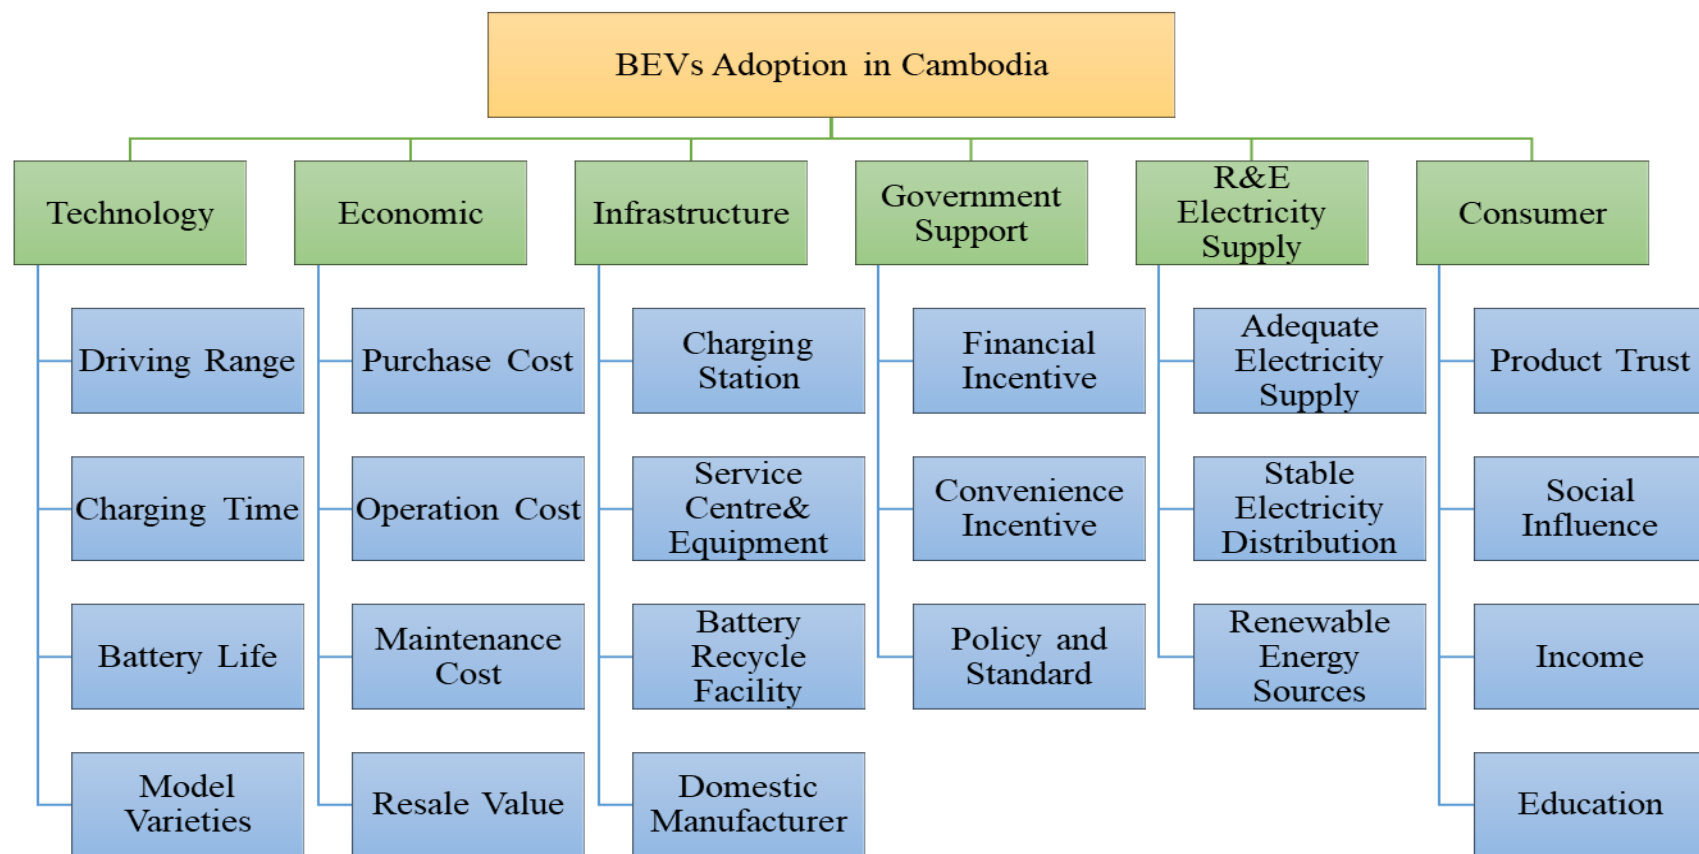 BEVs Adoption in Cambodia
Technology
Economic
Infrastructure
Government
Support
R&E
Electricity
Supply
Consumer
Driving Range
Purchase Cost
Charging
Station
Financial
Incentive
Adequate
Electricity
Supply
Product Trust
Charging Time
Operation Cost
Service
Centre&
Equipment
Convenience
Incentive
Stable
Electricity
Distribution
Social
Influence
Battery Life
Maintenance
Cost
Battery
Recycle
Facility
Policy and
Standard
Renewable
Energy
Sources
Income
Model
Varieties
Resale Value
Domestic
Manufacturer
Education